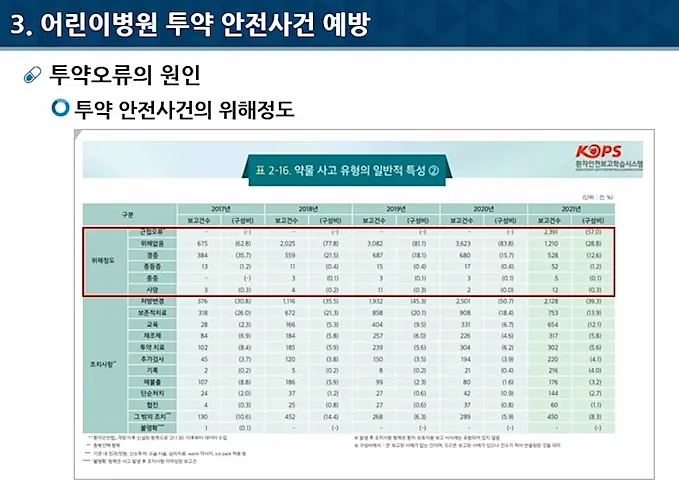 3. 어린이병원 투약 안전사건 예방
투약오류의 원인
투약 안전사건의 위해정도
KOPS
환자안전보고학습시스템
표 2-16. 약물 사고 유형의 일반적 특성 ②
(단위 : 건, %)
구분 2017년 2018년 2019년 2020년 2021년
보고건수 (구성비) 보고건수 (구성비) 보고건수 (구성비) 보고건수 (구성비) 보고건수 (구성비)
위해정도
근접오류* - (-) - (-) - (-) - (-) 2,391 (57.0)
위해없음 675 (62.8) 2,025 (77.8) 3,082 (81.1) 3,623 (83.8) 1,210 (28.8)
경증 384 (35.7) 559 (21.5) 687 (18.1) 680 (15.7) 528 (12.6)
중등증 13 (1.2) 11 (0.4) 15 (0.4) 17 (0.4) 52 (1.2)
중증 - (-) 3 (0.1) 3 (0.1) 3 (0.1) 5 (0.1)
사망 3 (0.3) 4 (0.2) 11 (0.3) 2 (0.0) 12 (0.3)
조치사항**
처방변경 376 (30.8) 1,116 (35.5) 1,932 (45.3) 2,501 (50.7) 2,128 (39.3)
보존적치료 318 (26.0) 672 (21.3) 858 (20.1) 908 (18.4) 753 (13.9)
교육 28 (2.3) 166 (5.3) 404 (9.5) 331 (6.7) 654 (12.1)
재조제 84 (6.9) 184 (5.8) 257 (6.0) 226 (4.6) 317 (5.8)
투약 치료 102 (8.4) 185 (5.9) 239 (5.6) 304 (6.2) 302 (5.6)
추가검사 45 (3.7) 120 (3.8) 150 (3.5) 194 (3.9) 220 (4.1)
기록 2 (0.2) 5 (0.2) 8 (0.2) 21 (0.4) 216 (4.0)
재불출 107 (8.8) 186 (5.9) 99 (2.3) 80 (1.6) 176 (3.2)
단순처치 24 (2.0) 37 (1.2) 27 (0.6) 42 (0.9) 144 (2.7)
협진 4 (0.3) 25 (0.8) 27 (0.6) 37 (0.8) 60 (1.1)
그 밖의 조치*** 130 (10.6) 452 (14.4) 268 (6.3) 289 (5.9) 450 (8.3)
불명확**** 1 (0.1) - (-) - (-) - (-) - (-)